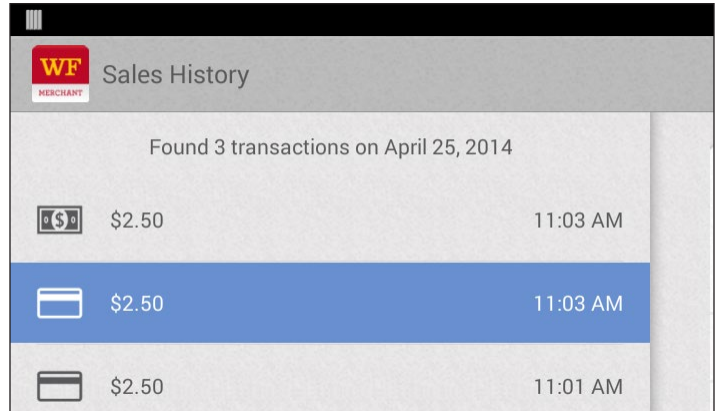 WF
MERCHANT
Sales History
Found 3 transactions on April 25, 2014
$ $2.50 11:03 AM
$2.50 11:03 AM
$2.50 11:01 AM